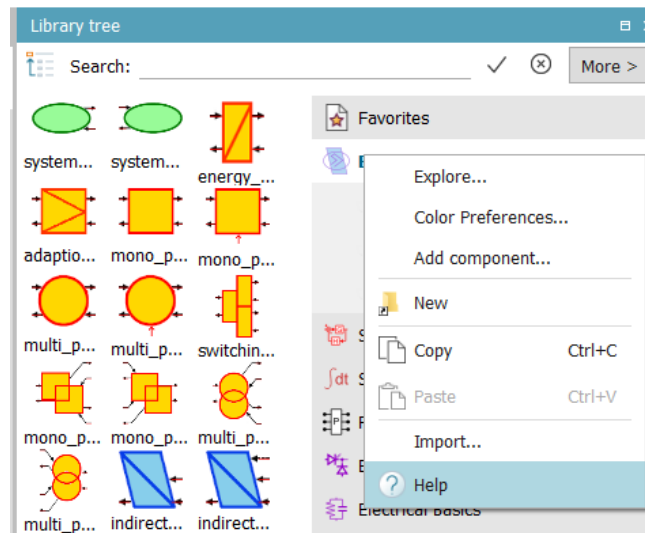 Library tree
Search:
More >
system...
system...
energy_...
adaptio...
mono_p...
mono_p...
multi_p...
multi_p...
switchin...
mono_p...
mono_p...
multi_p...
multi_p...
indirect...
indirect...
Favorites
E
Explore...
Color Preferences...
Add component...
New
Copy Ctrl+C
Paste Ctrl+V
Import...
Help
S
∫dt S
P
E
Electrical Basics